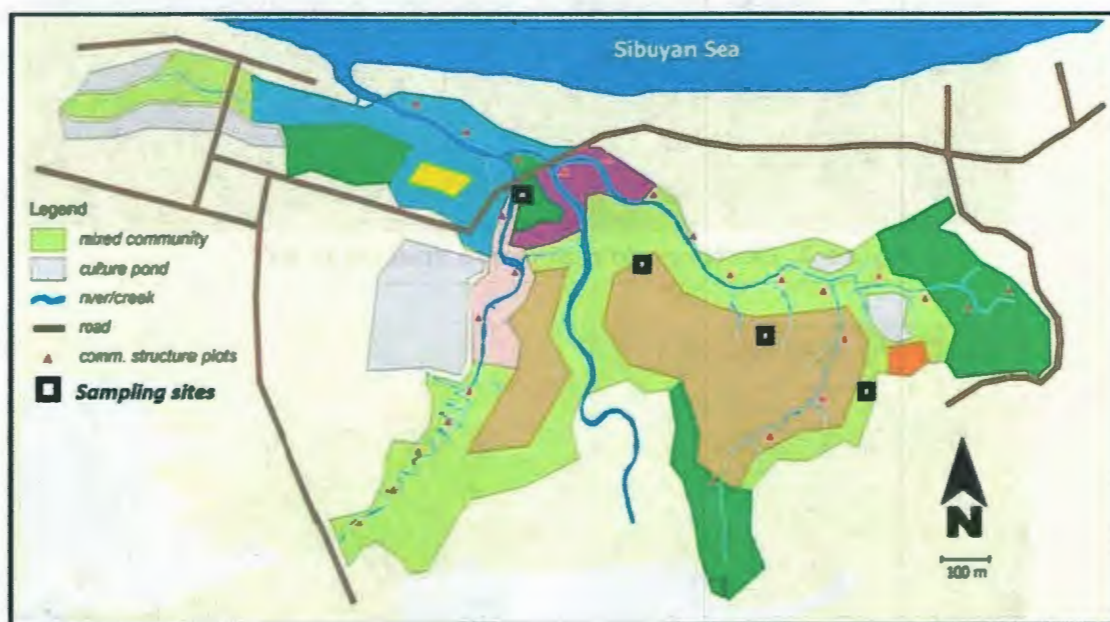 Sibuyan Sea
Legend
mixed community
culture pond
river/creek
road
comm. structure plots
Sampling sites
N
100 m